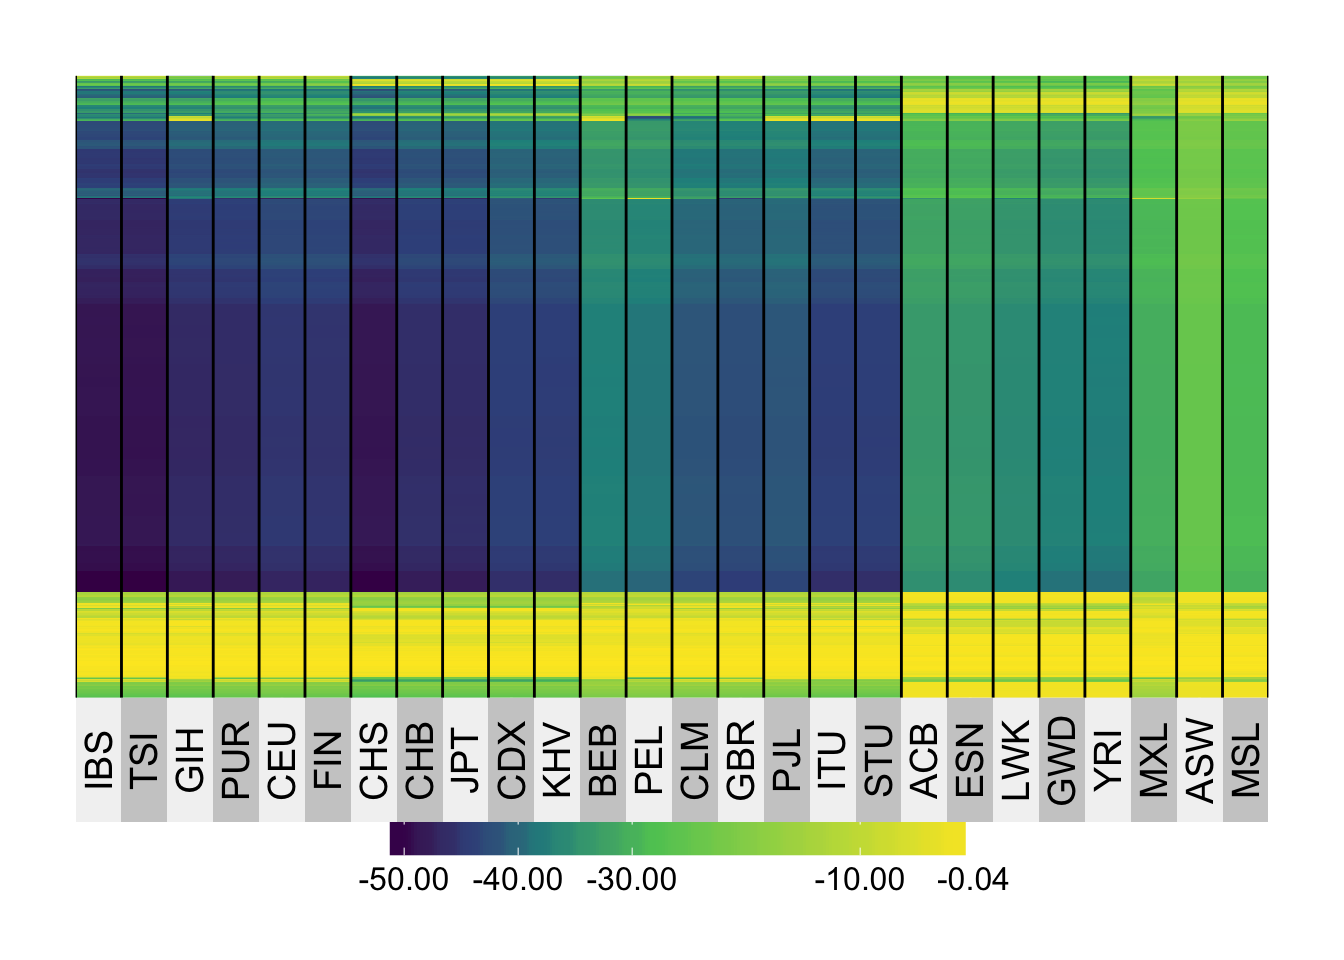 IBS TSI GIH PUR CEU FIN CHS CHB JPT CDX KHV BEB PEL CLM GBR PJL ITU STU ACB ESN LWK GWD YRI MXL ASW MSL
-50.00 -40.00 -30.00 -10.00 -0.04